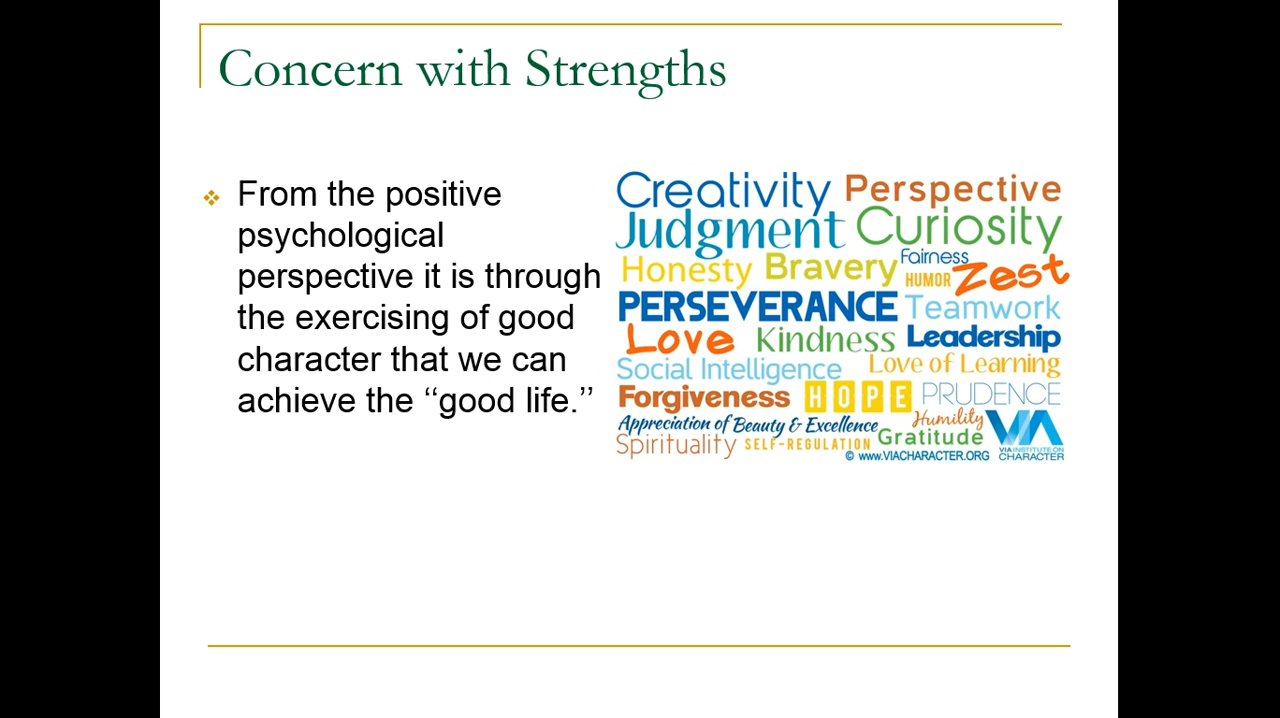 Concern with Strengths
From the positive
psychological
perspective it is through
the exercising of good
character that we can
achieve the ‘‘good life.’’
Creativity Perspective
Judgment Curiosity
Honesty Bravery Fairness
HUMOR Zest
PERSEVERANCE Teamwork
Love Kindness Leadership
Social Intelligence Love of Learning
Forgiveness HOPE PRUDENCE
Appreciation of Beauty & Excellence Humility
Spirituality SELF-REGULATION Gratitude
VIA
VIA INSTITUTE ON
CHARACTER
© www.VIACHARACTER.ORG